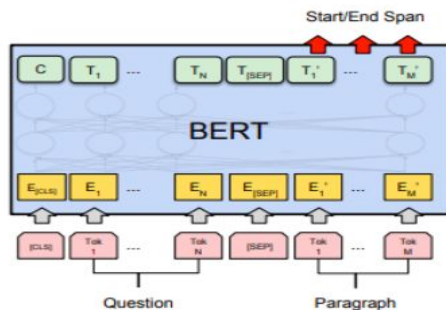 Start/End Span
C T1 ... TN T[SEP] T1' ... TM'
BERT
E[CLS] E1 ... EN E[SEP] E1' ... EM'
[CLS] Tok 1 ... Tok N [SEP] Tok 1 ... Tok M
Question Paragraph